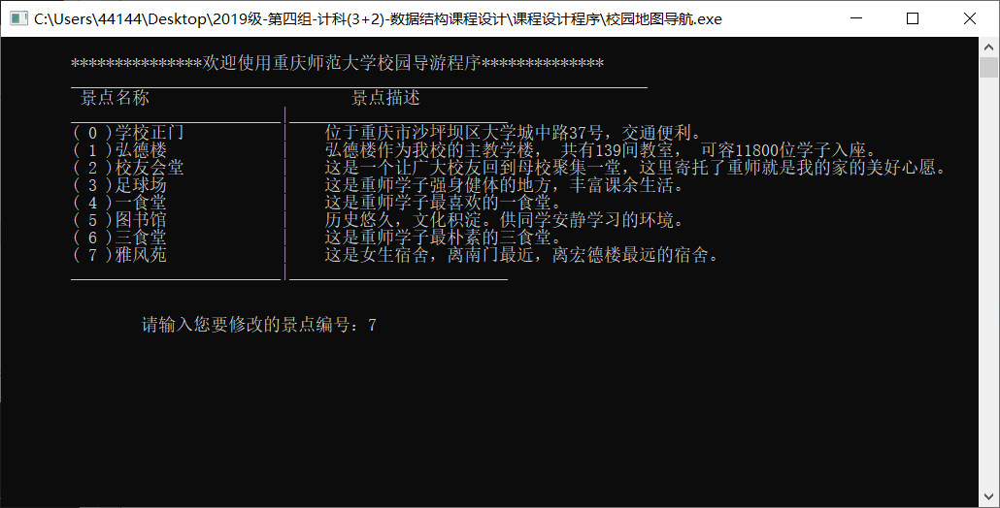 C:\Users\44144\Desktop\2019级-第四组-计科(3+2)-数据结构课程设计\课程设计程序\校园地图导航.exe
***************欢迎使用重庆师范大学校园导游程序**************
景点名称 景点描述
( 0 )学校正门 | 位于重庆市沙坪坝区大学城中路37号，交通便利。
( 1 )弘德楼 | 弘德楼作为我校的主教学楼， 共有139间教室， 可容11800位学子入座。
( 2 )校友会堂 | 这是一个让广大校友回到母校聚集一堂，这里寄托了重师就是我的家的美好心愿。
( 3 )足球场 | 这是重师学子强身健体的地方，丰富课余生活。
( 4 )一食堂 | 这是重师学子最喜欢的一食堂。
( 5 )图书馆 | 历史悠久，文化积淀。供同学安静学习的环境。
( 6 )三食堂 | 这是重师学子最朴素的三食堂。
( 7 )雅风苑 | 这是女生宿舍，离南门最近，离宏德楼最远的宿舍。
请输入您要修改的景点编号：7